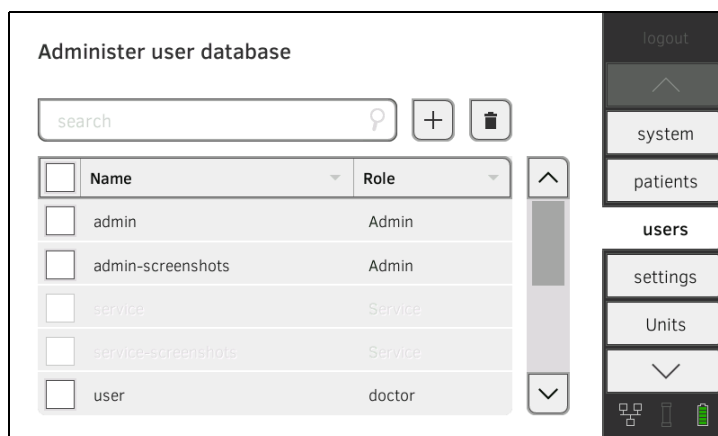 Administer user database
search
Name Role
admin Admin
admin-screenshots Admin
service Service
service-screenshots Service
user doctor
logout
system
patients
users
settings
Units